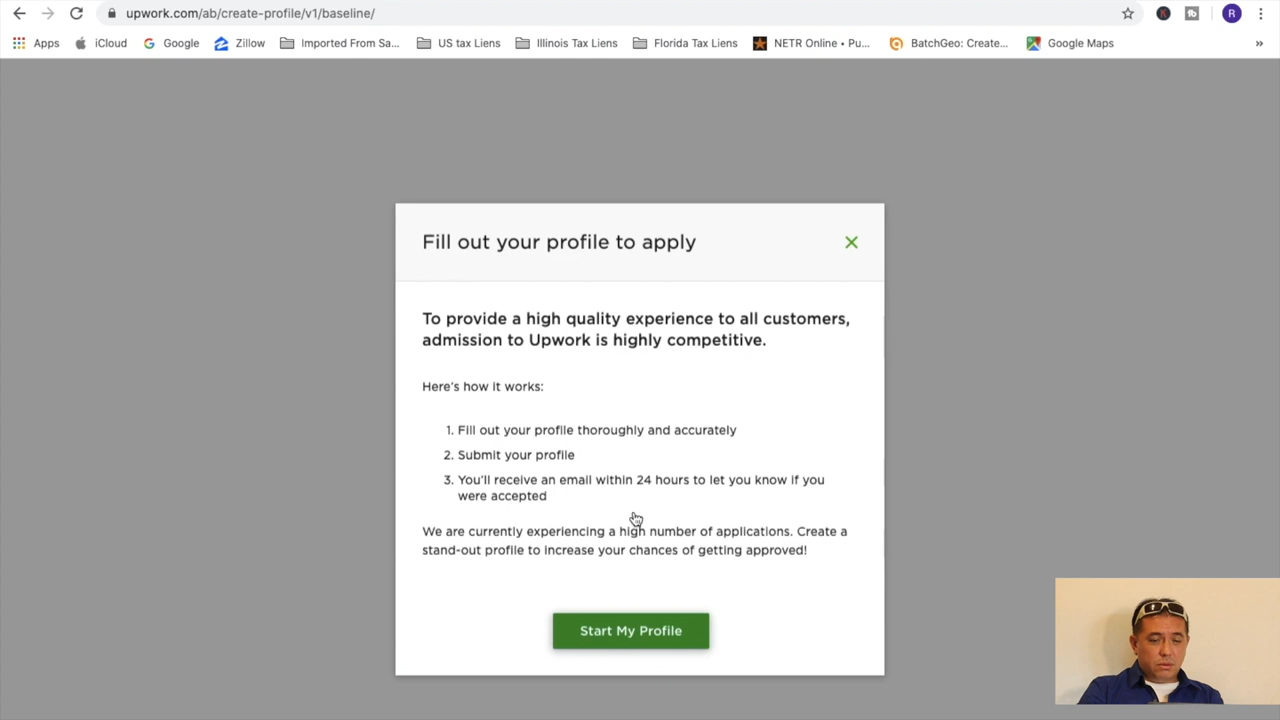 upwork.com/ab/create-profile/v1/baseline/
R
Apps iCloud Google Zillow Imported From Sa... US tax Liens Illinois Tax Liens Florida Tax Liens NETR Online • Pu... BatchGeo: Create... Google Maps »
Fill out your profile to apply
To provide a high quality experience to all customers,
admission to Upwork is highly competitive.
Here's how it works:
1. Fill out your profile thoroughly and accurately
2. Submit your profile
3. You'll receive an email within 24 hours to let you know if you
were accepted
We are currently experiencing a high number of applications. Create a
stand-out profile to increase your chances of getting approved!
Start My Profile